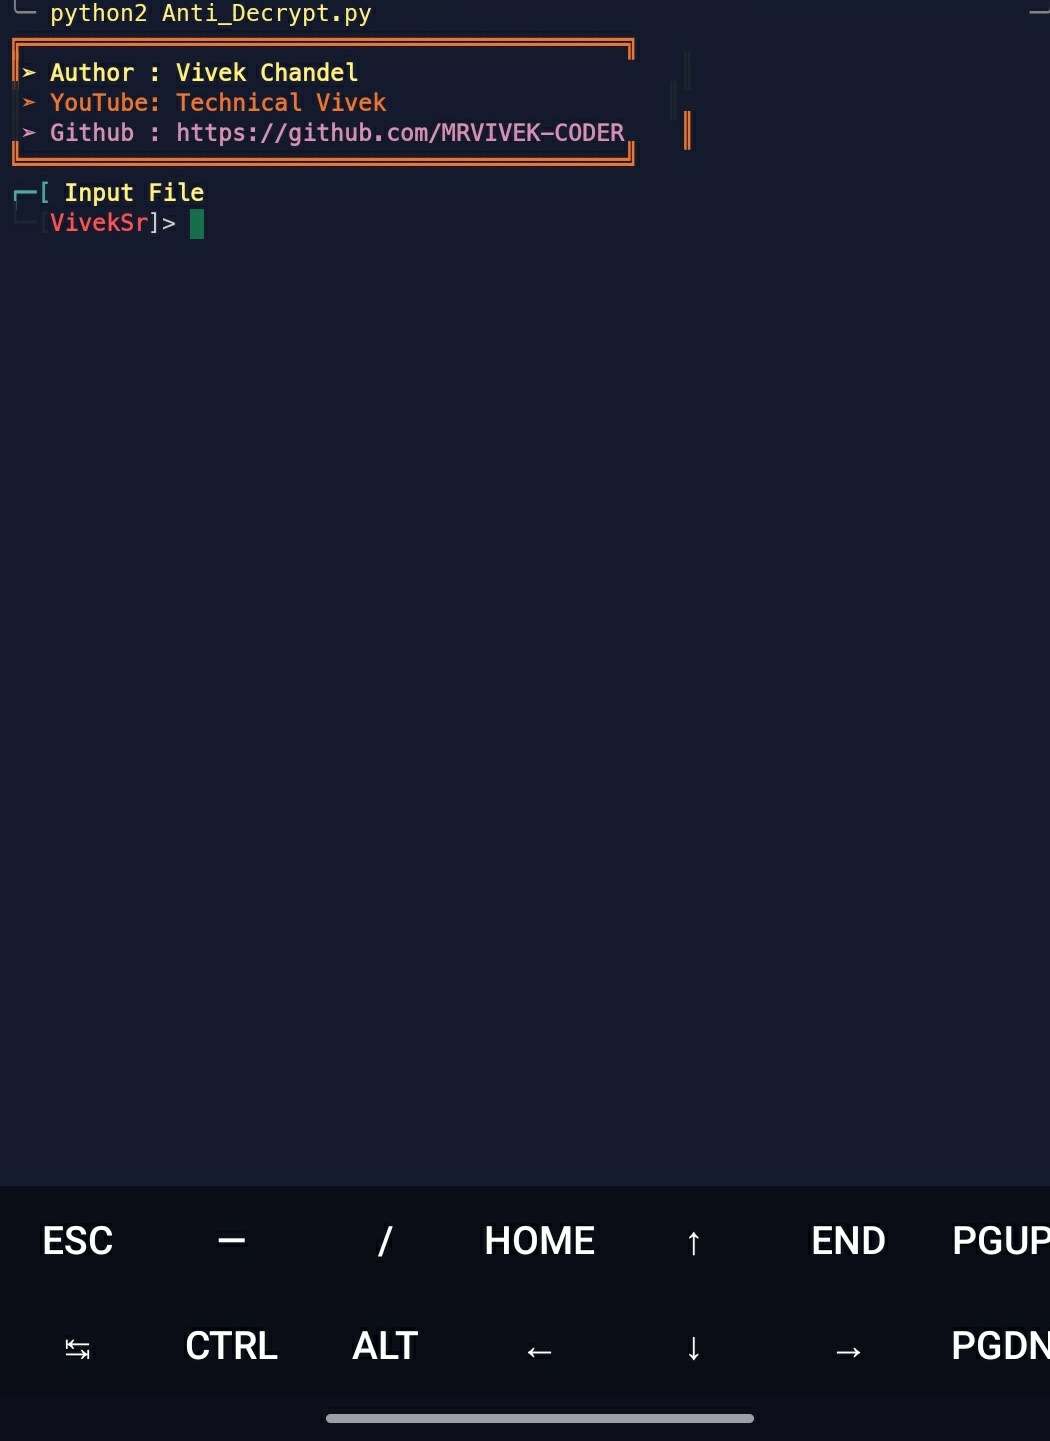 python2 Anti_Decrypt.py
➢ Author : Vivek Chandel
➢ YouTube: Technical Vivek
➢ Github : https://github.com/MRVIVEK-CODER
┌─[ Input File
└─[VivekSr]>
ESC — / HOME ↑ END PGUP
↹ CTRL ALT ← ↓ → PGDN